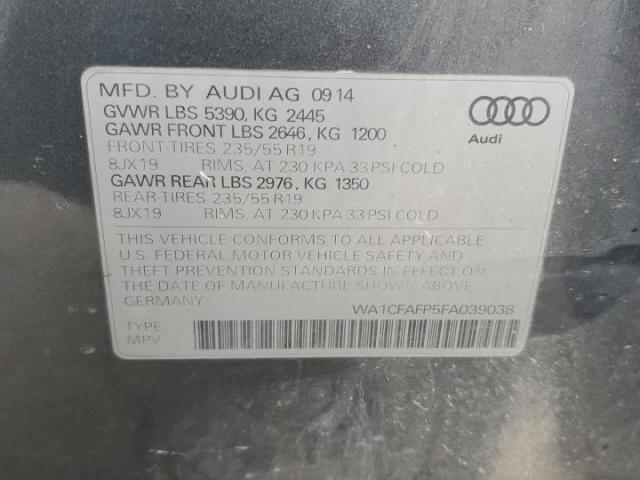 MFD. BY AUDI AG 09 14
GVWR LBS 5390, KG 2445
GAWR FRONT LBS 2646, KG 1200
FRONT-TIRES 235/55 R19
8JX19 RIMS, AT 230 KPA 33 PSI COLD
GAWR REAR LBS 2976, KG 1350
REAR-TIRES 235/55 R19
8JX19 RIMS, AT 230 KPA 33 PSI COLD
Audi
THIS VEHICLE CONFORMS TO ALL APPLICABLE
U.S. FEDERAL MOTOR VEHICLE SAFETY AND
THEFT PREVENTION STANDARDS IN EFFECT ON
THE DATE OF MANUFACTURE SHOWN ABOVE.
GERMANY WA1CFAFP5FA039038
TYPE
MPV